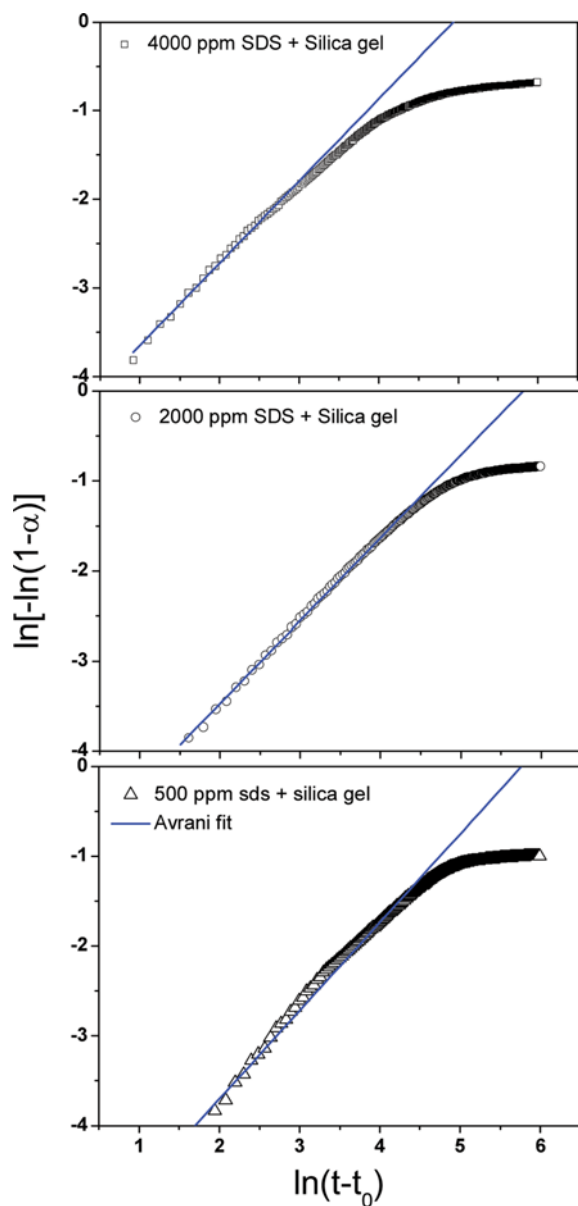 0
4000 ppm SDS + Silica gel
-1
-2
-3
-4
0
2000 ppm SDS + Silica gel
-1
-2
-3
-4
ln[-ln(1-α)]
0
500 ppm sds + silica gel
Avrani fit
-1
-2
-3
-4
1 2 3 4 5 6
ln(t-t₀)